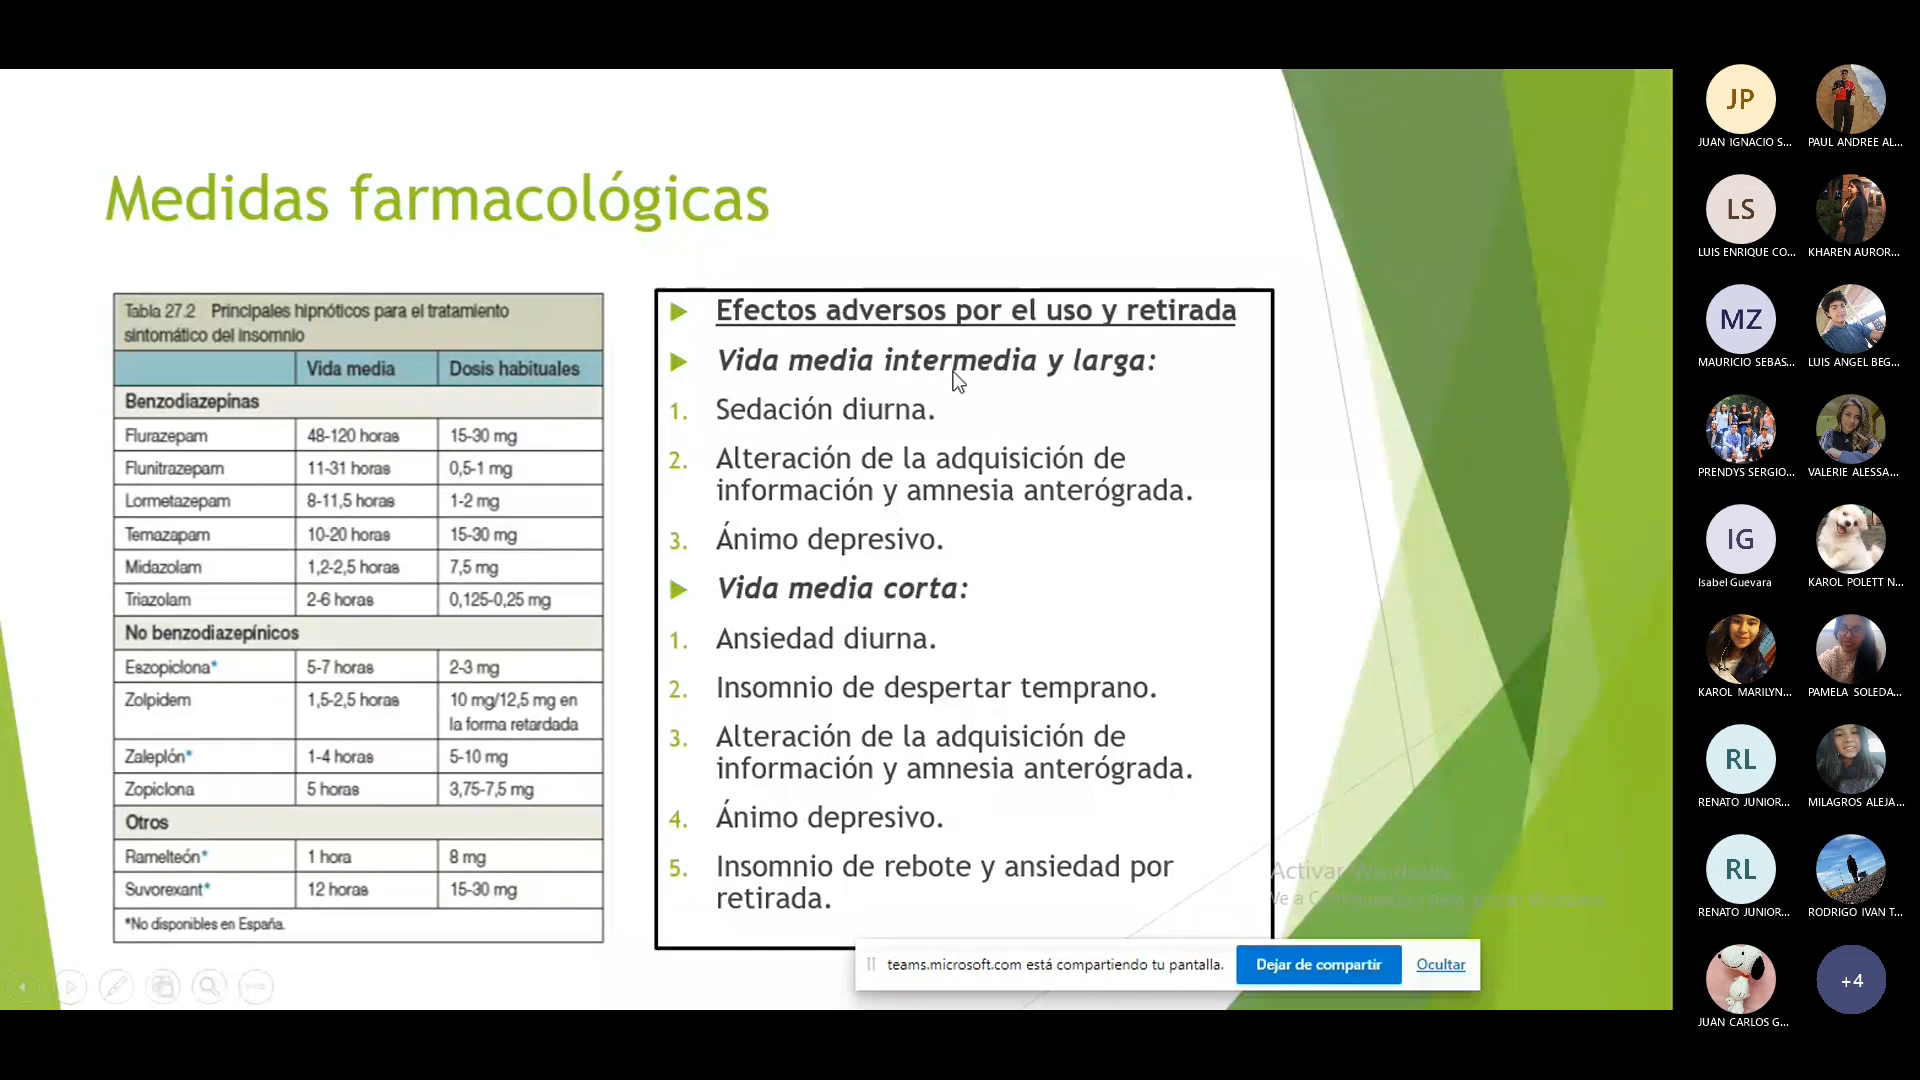 Medidas farmacológicas
Tabla 27.2 Principales hipnóticos para el tratamiento
sintomático del insomnio
Vida media Dosis habituales
Benzodiazepinas
Flurazepam 48-120 horas 15-30 mg
Flunitrazepam 11-31 horas 0,5-1 mg
Lormetazepam 8-11,5 horas 1-2 mg
Temazapam 10-20 horas 15-30 mg
Midazolam 1,2-2,5 horas 7,5 mg
Triazolam 2-6 horas 0,125-0,25 mg
No benzodiazepínicos
Eszopiclona* 5-7 horas 2-3 mg
Zolpidem 1,5-2,5 horas 10 mg/12,5 mg en
la forma retardada
Zaleplón* 1-4 horas 5-10 mg
Zopiclona 5 horas 3,75-7,5 mg
Otros
Ramelteón* 1 hora 8 mg
Suvorexant* 12 horas 15-30 mg
*No disponibles en España.
Efectos adversos por el uso y retirada
Vida media intermedia y larga:
1. Sedación diurna.
2. Alteración de la adquisición de
información y amnesia anterógrada.
3. Ánimo depresivo.
Vida media corta:
1. Ansiedad diurna.
2. Insomnio de despertar temprano.
3. Alteración de la adquisición de
información y amnesia anterógrada.
4. Ánimo depresivo.
5. Insomnio de rebote y ansiedad por
retirada.
Activar Windows
Ve a Configuración para activar Windows.
teams.microsoft.com está compartiendo tu pantalla. Dejar de compartir Ocultar
JP
JUAN IGNACIO S... PAUL ANDREE AL...
LS
LUIS ENRIQUE CO... KHAREN AUROR...
MZ
MAURICIO SEBAS... LUIS ANGEL BEG...
PRENDYS SERGIO... VALERIE ALESSA...
IG
Isabel Guevara KAROL POLETT N...
KAROL MARILYN... PAMELA SOLEDA...
RL
RENATO JUNIOR... MILAGROS ALEJA...
RL
RENATO JUNIOR... RODRIGO IVAN T...
+4
JUAN CARLOS G...